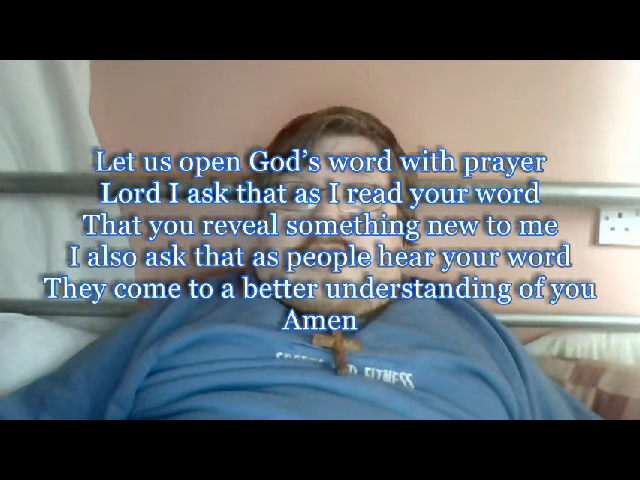 Let us open God’s word with prayer
Lord I ask that as I read your word
That you reveal something new to me
I also ask that as people hear your word
They come to a better understanding of you
Amen
FITNESS